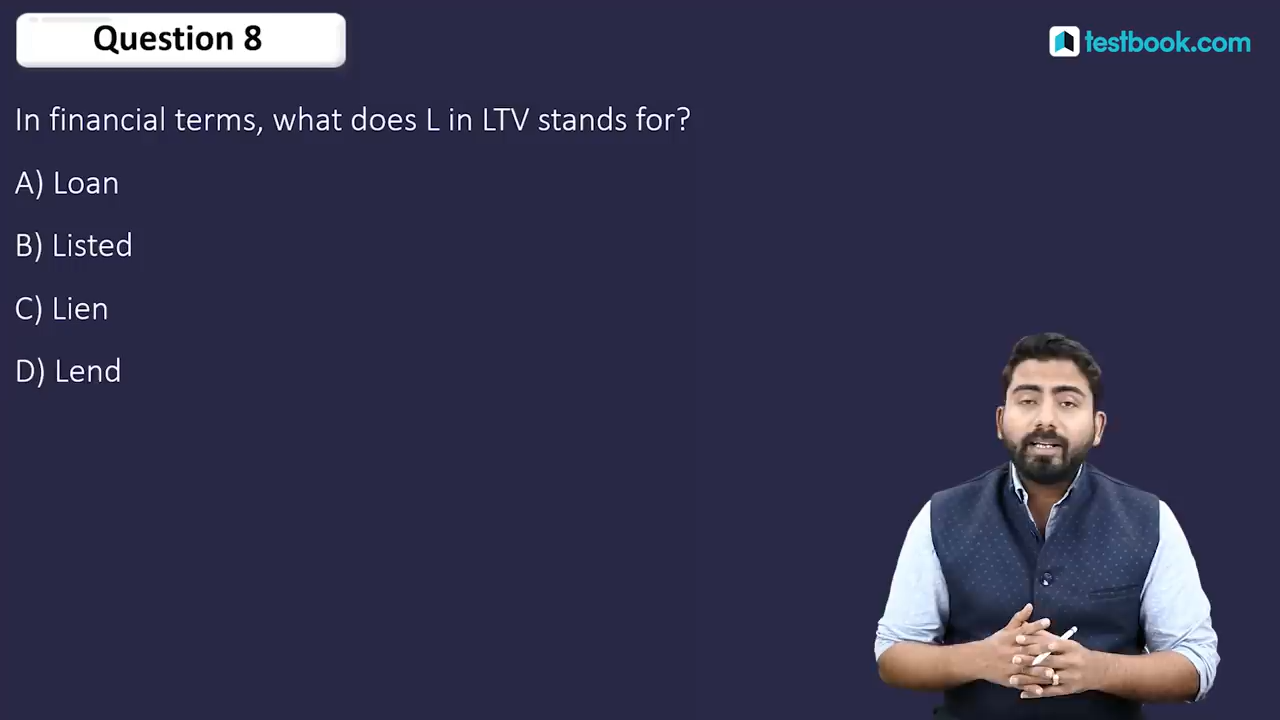 Question 8
testbook.com
In financial terms, what does L in LTV stands for?
A) Loan
B) Listed
C) Lien
D) Lend